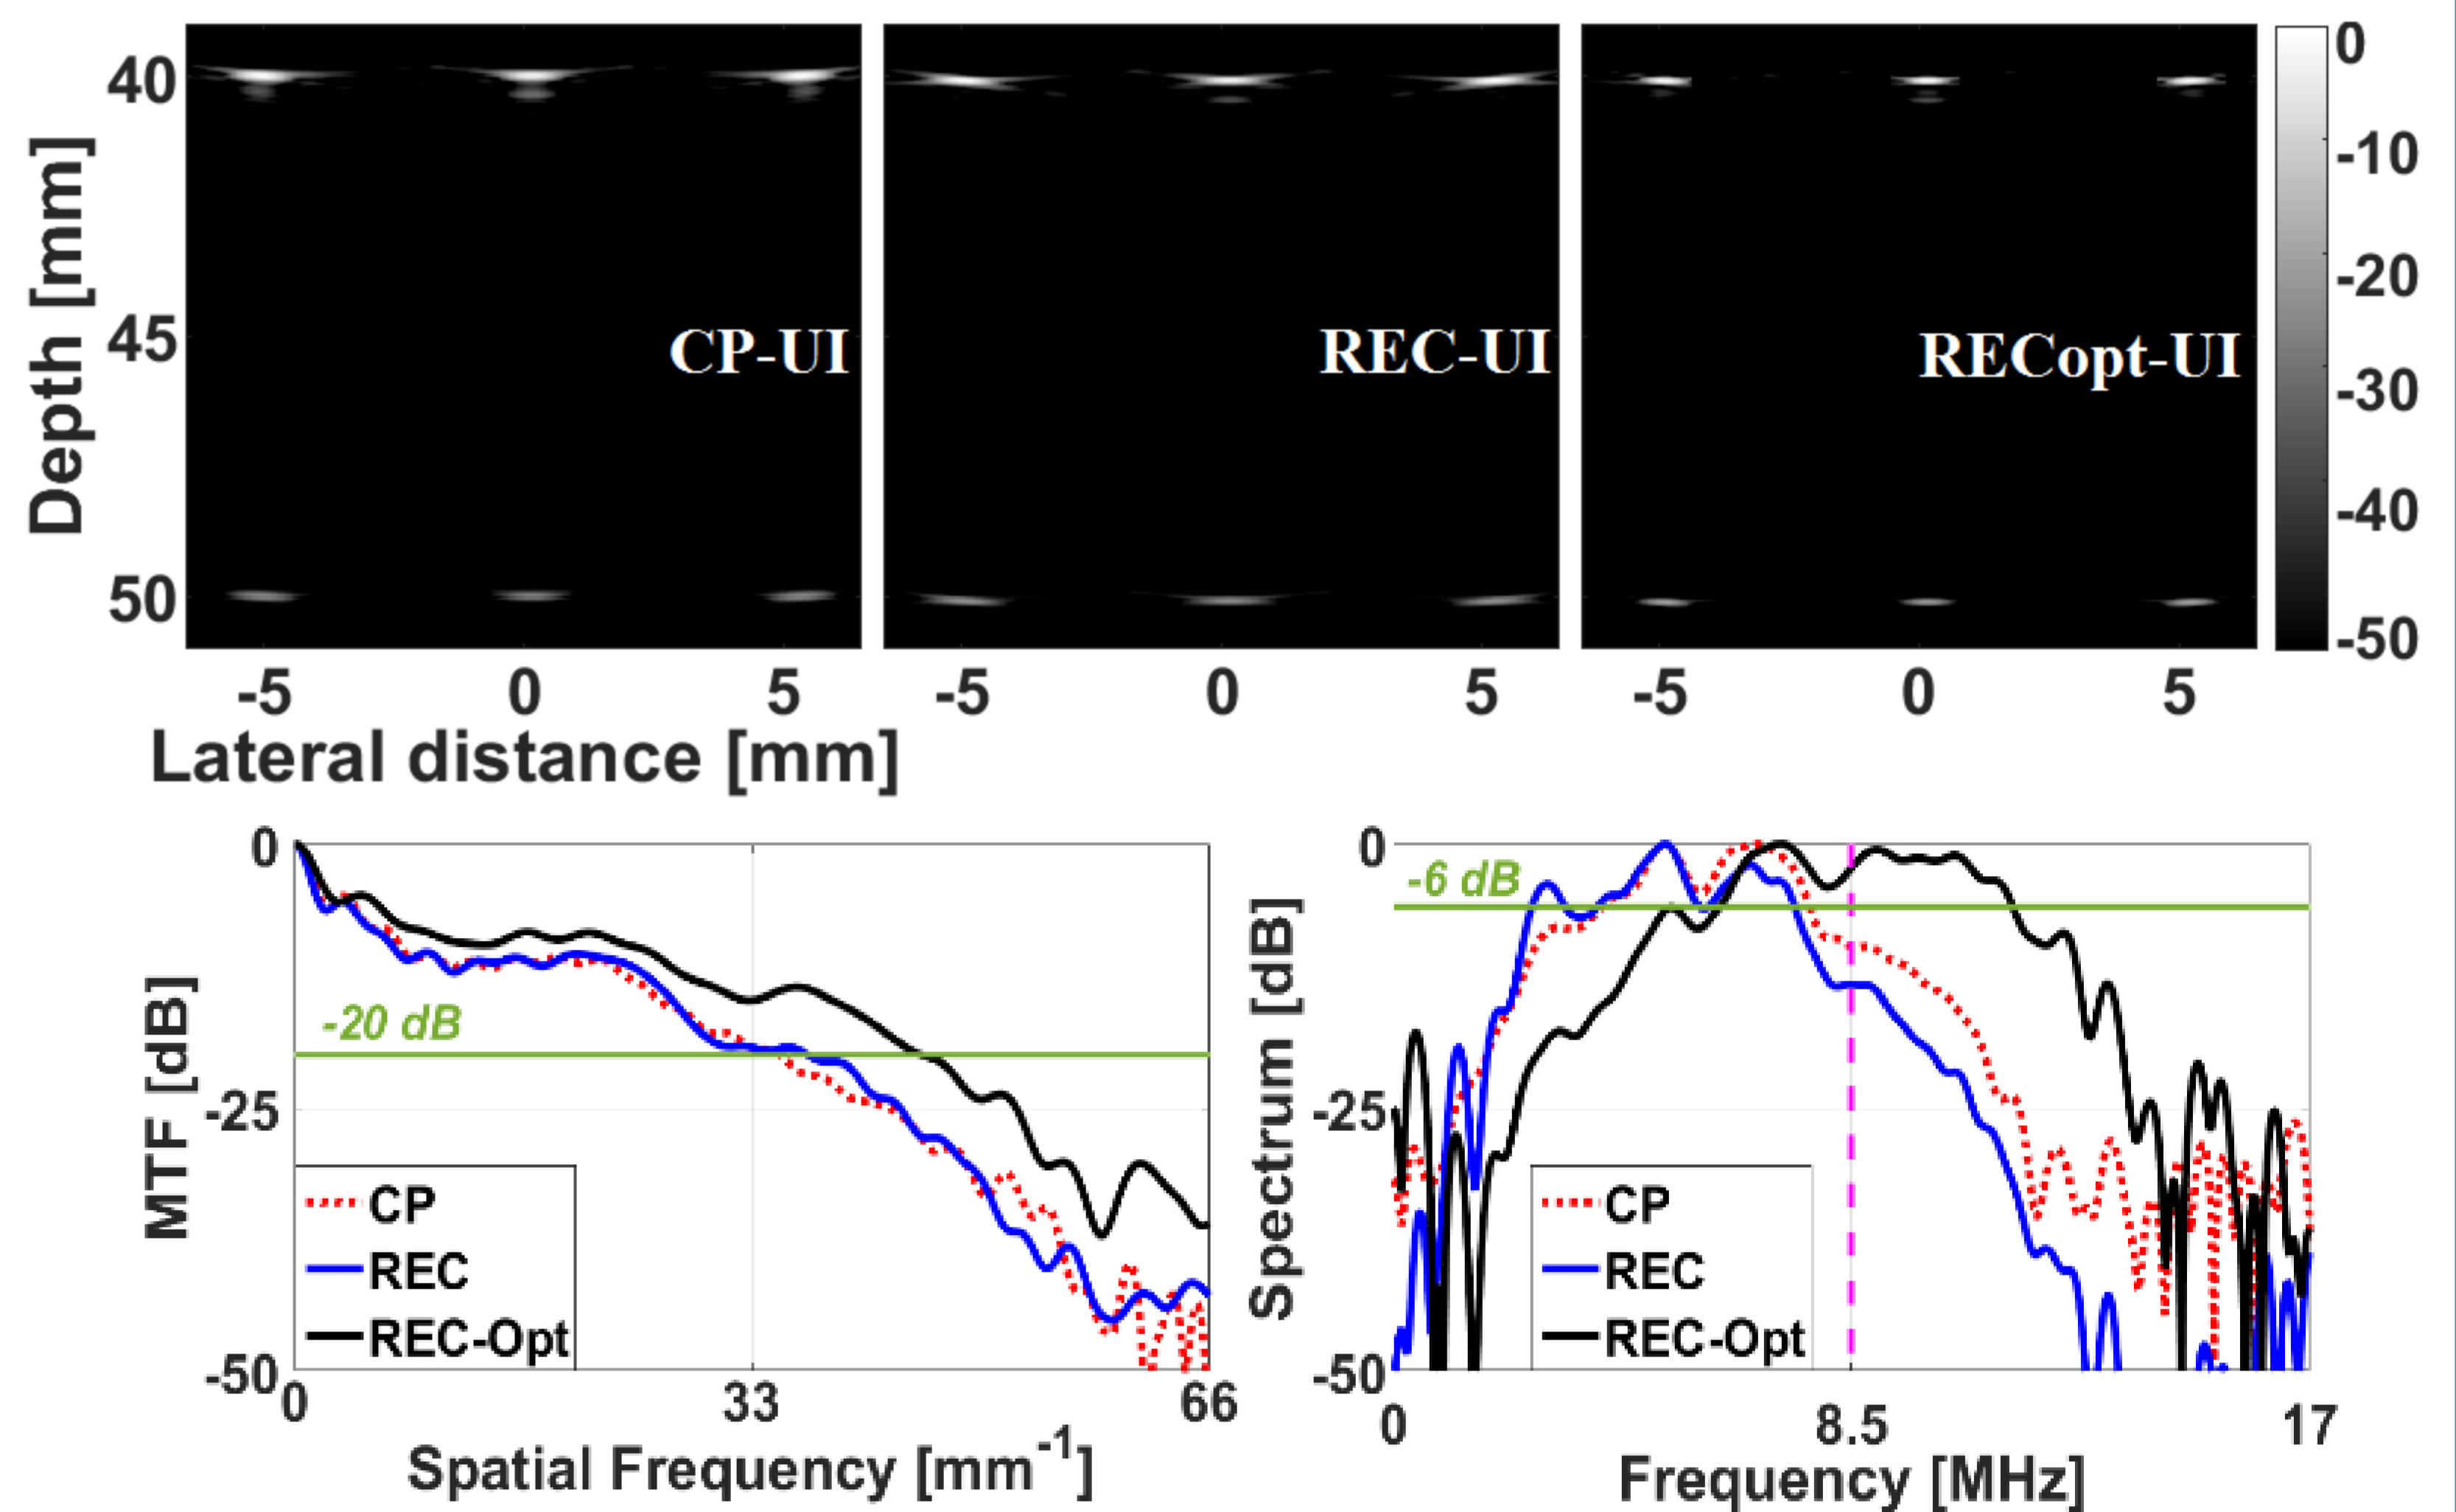 40
45
50
Depth [mm]
CP-UI
REC-UI
RECopt-UI
0
-10
-20
-30
-40
-50
-5 0 5
-5 0 5
-5 0 5
Lateral distance [mm]
0
-25
-50
MTF [dB]
-20 dB
CP
REC
REC-Opt
0 33 66
Spatial Frequency [mm-1]
0
-25
-50
Spectrum [dB]
-6 dB
CP
REC
REC-Opt
0 8.5 17
Frequency [MHz]